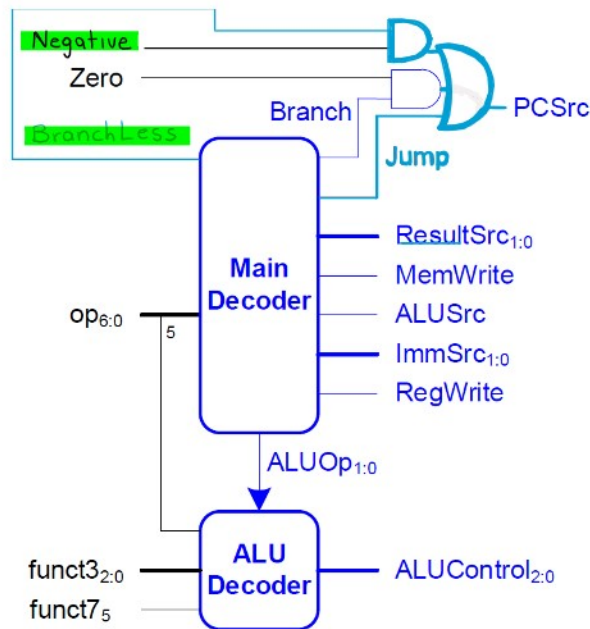 Negative
Zero
BranchLess
Branch
PCSrc
Jump
Main
Decoder
ResultSrc1:0
MemWrite
ALUSrc
ImmSrc1:0
RegWrite
op6:0
5
ALUOp1:0
ALU
Decoder
funct32:0
funct75
ALUControl2:0